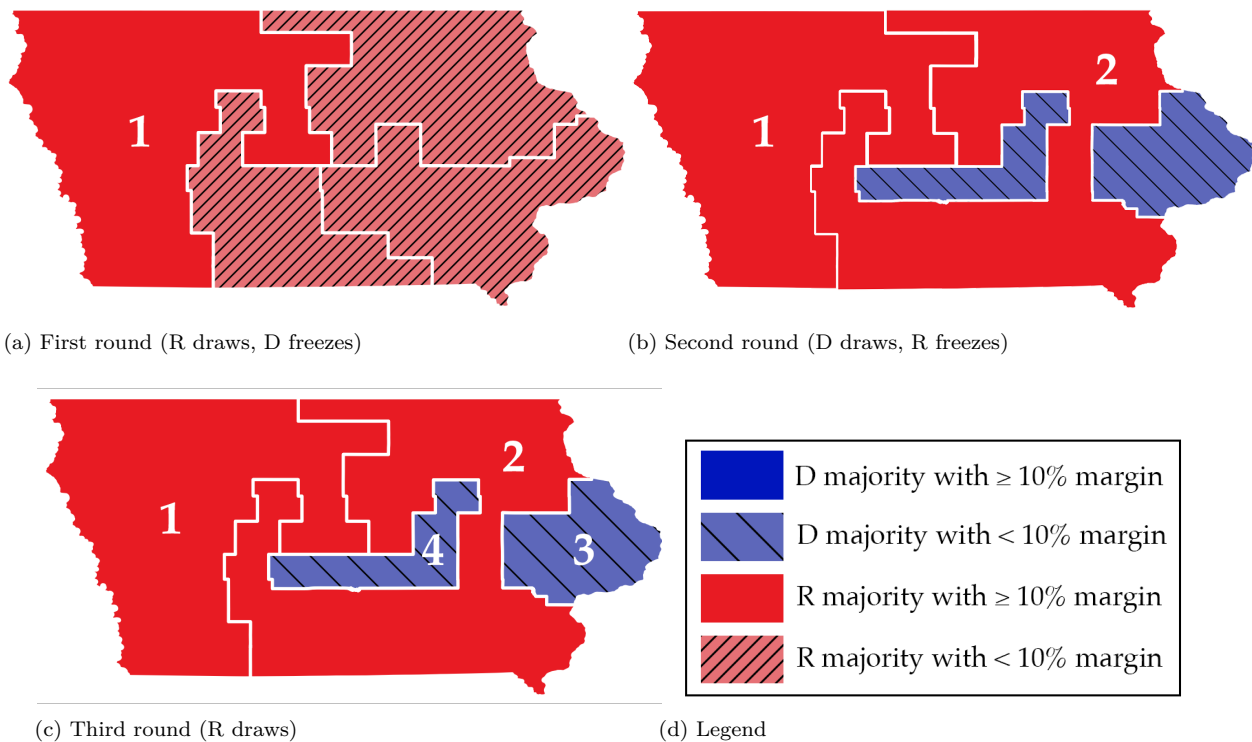 1
1
2
(a) First round (R draws, D freezes)
(b) Second round (D draws, R freezes)
1
2
4
3
D majority with ≥ 10% margin
D majority with < 10% margin
R majority with ≥ 10% margin
R majority with < 10% margin
(c) Third round (R draws)
(d) Legend